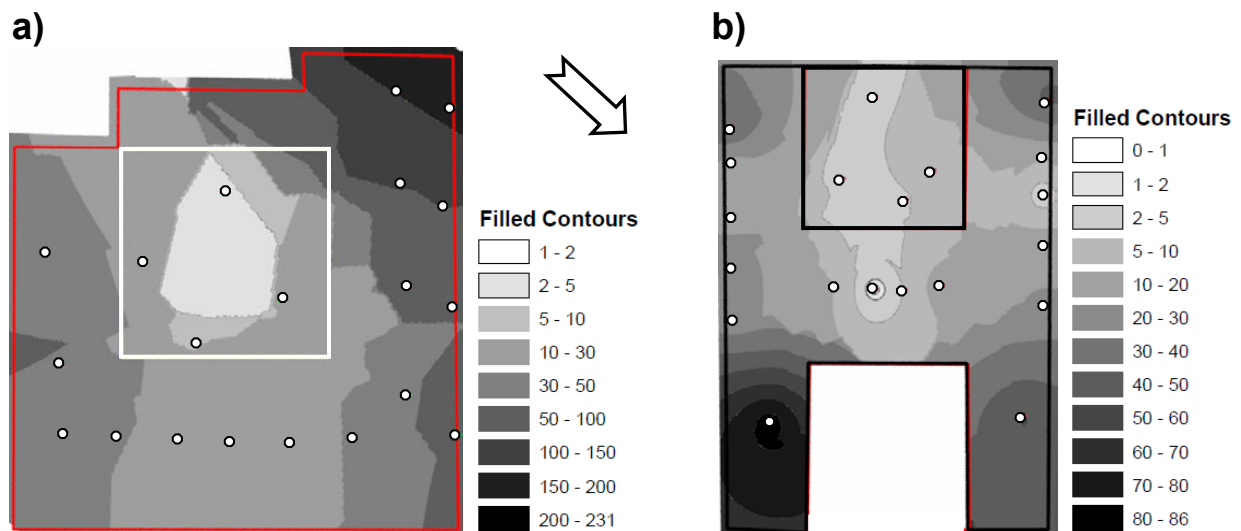 a)
Filled Contours
1 - 2
2 - 5
5 - 10
10 - 30
30 - 50
50 - 100
100 - 150
150 - 200
200 - 231
b)
Filled Contours
0 - 1
1 - 2
2 - 5
5 - 10
10 - 20
20 - 30
30 - 40
40 - 50
50 - 60
60 - 70
70 - 80
80 - 86